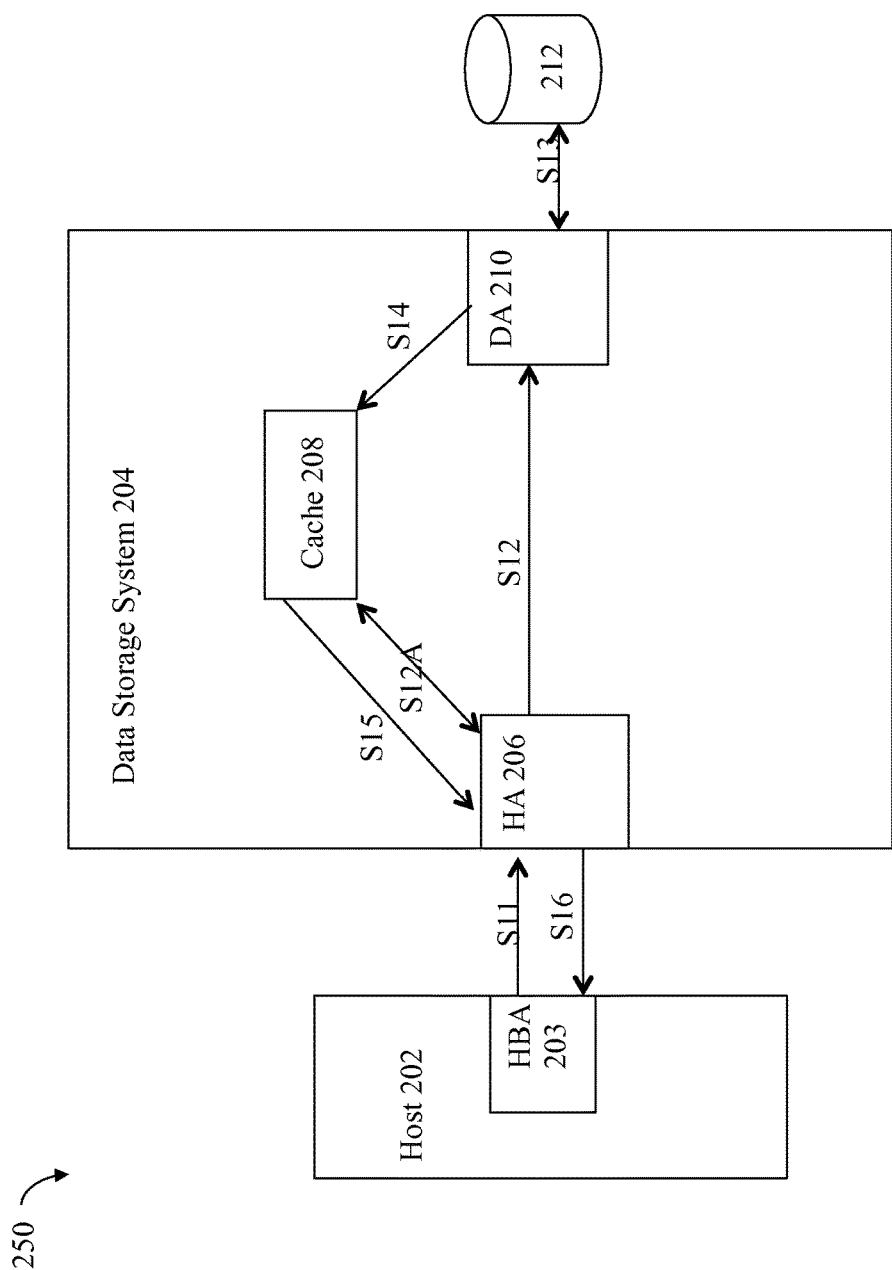 250
Host 202
HBA
203
S11
S16
Data Storage System 204
HA 206
S15
S12A
Cache 208
S12
S14
DA 210
S13
212